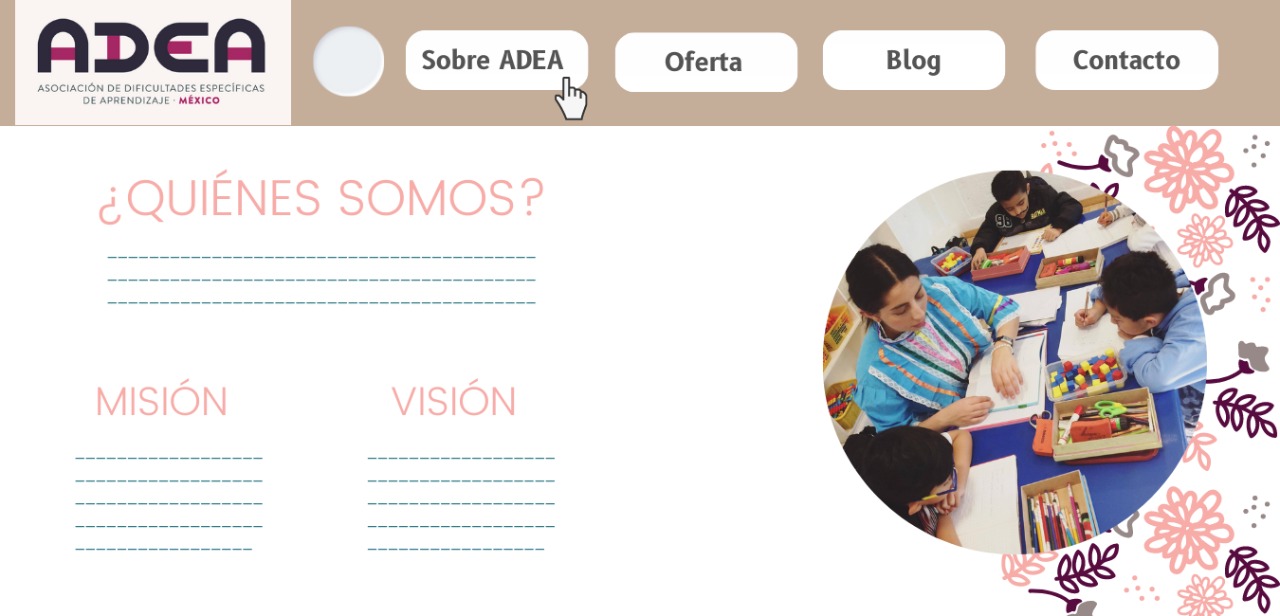 ADEA
ASOCIACIÓN DE DIFICULTADES ESPECÍFICAS
DE APRENDIZAJE · MÉXICO
Sobre ADEA
Oferta
Blog
Contacto
¿QUIÉNES SOMOS?
MISIÓN
VISIÓN